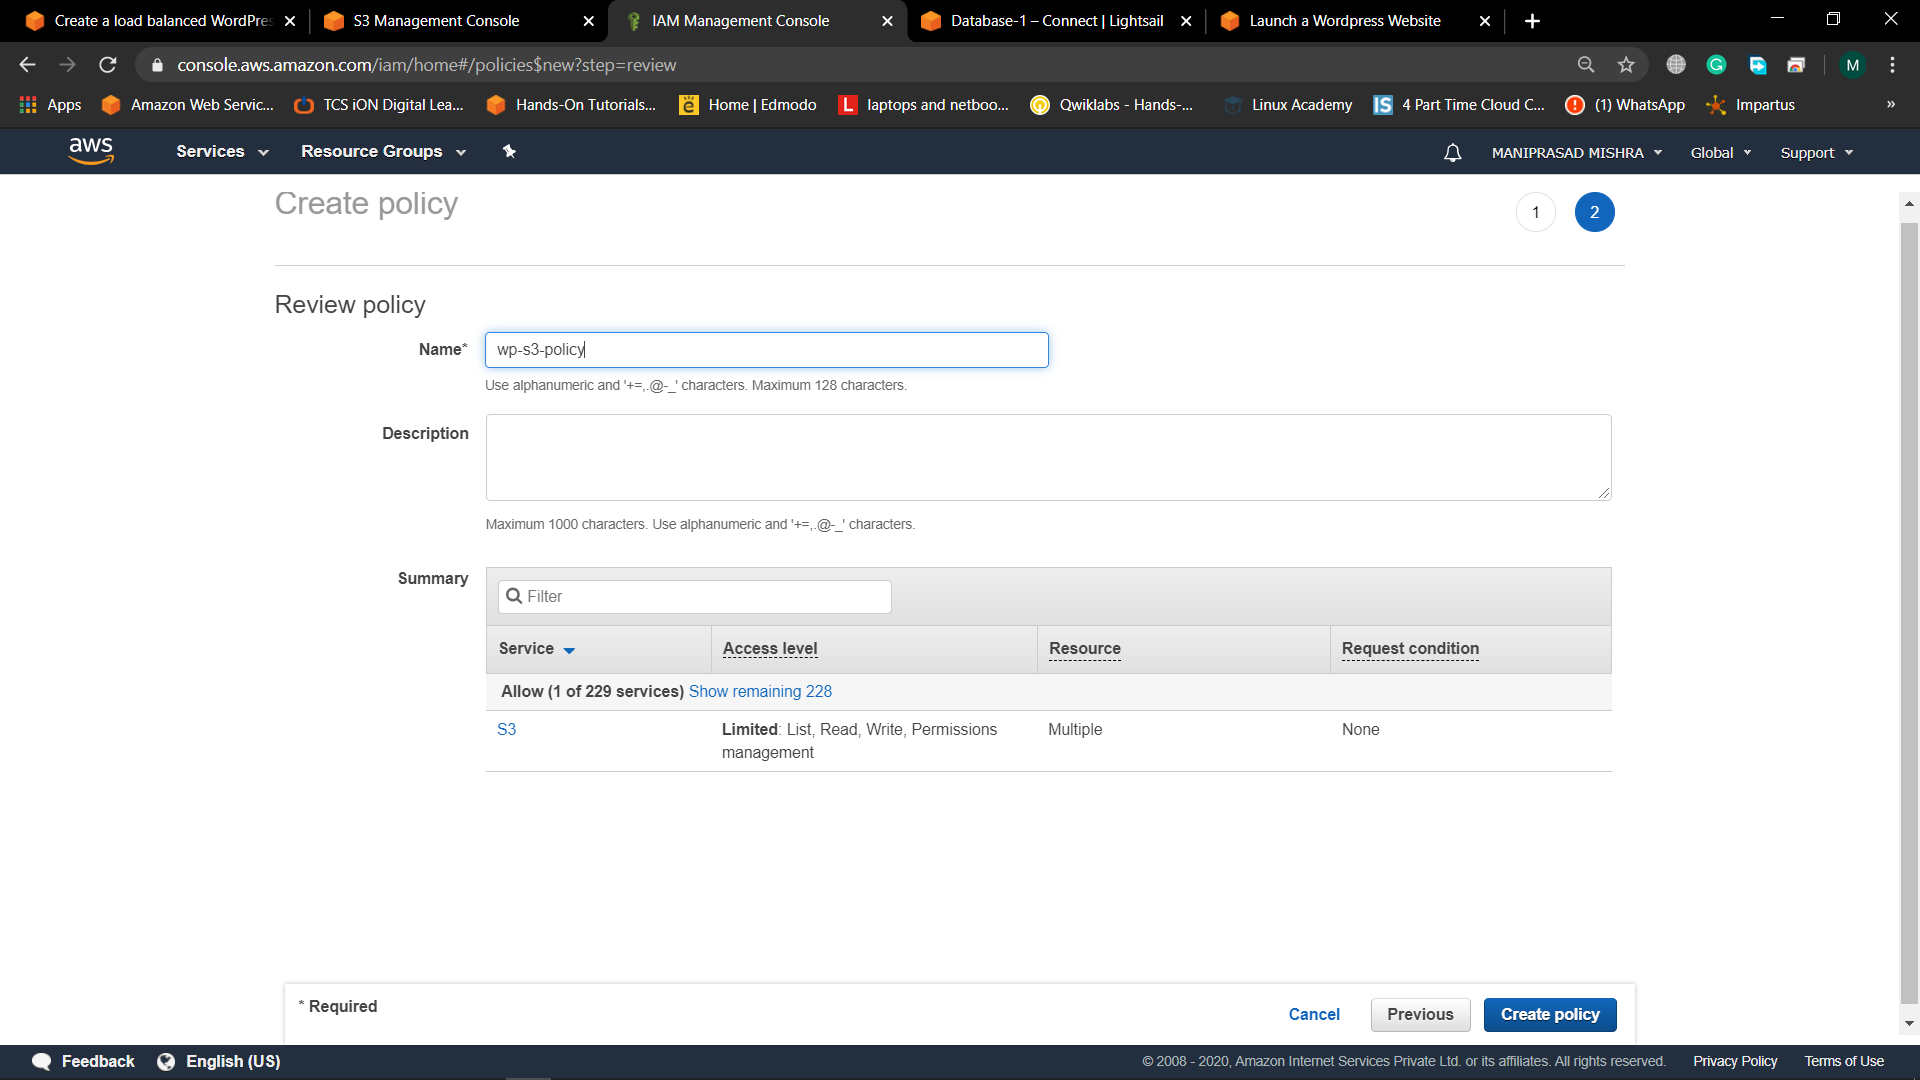 Create a load balanced WordPres
S3 Management Console
IAM Management Console
Database-1 – Connect | Lightsail
Launch a Wordpress Website
console.aws.amazon.com/iam/home#/policies$new?step=review
M
Apps
Amazon Web Servic...
TCS iON Digital Lea...
Hands-On Tutorials...
Home | Edmodo
L
laptops and netboo...
Qwiklabs - Hands-...
Linux Academy
IS
4 Part Time Cloud C...
(1) WhatsApp
Impartus
»
aws
Services
Resource Groups
MANIPRASAD MISHRA
Global
Support
Create policy
1
2
Review policy
Name*
wp-s3-policy
Use alphanumeric and '+=,.@-_' characters. Maximum 128 characters.
Description
Maximum 1000 characters. Use alphanumeric and '+=,.@-_' characters.
Summary
Filter
Service
Access level
Resource
Request condition
Allow (1 of 229 services) Show remaining 228
S3
Limited: List, Read, Write, Permissions
management
Multiple
None
* Required
Cancel
Previous
Create policy
Feedback
English (US)
© 2008 - 2020, Amazon Internet Services Private Ltd. or its affiliates. All rights reserved.
Privacy Policy
Terms of Use